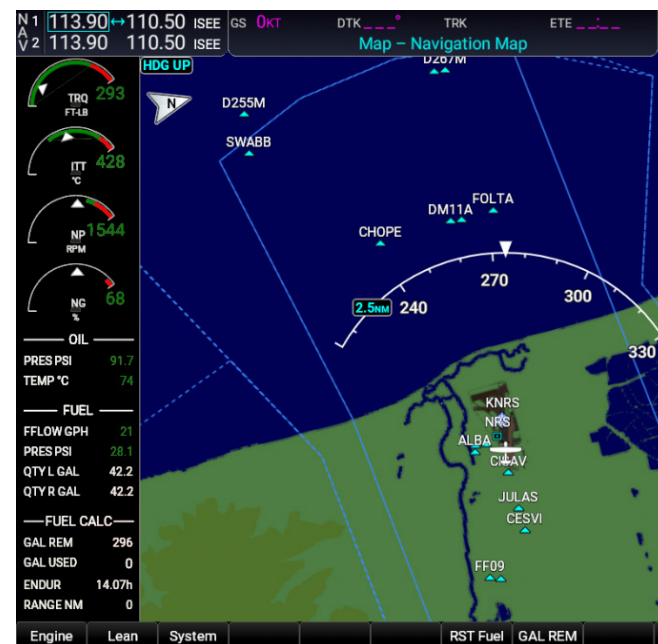 N 1 113.90↔110.50 ISEE GS 0KT DTK _ _ _° TRK ETE _ _:_ _
A
V 2 113.90 110.50 ISEE Map – Navigation Map
HDG UP
D267M
TRQ 293
FT-LB
N
D255M
SWABB
ITT 428
°C
FOLTA
DM11A
CHOPE
NP 1544
RPM
270
2.5NM 240
300
NG 68
%
330
OIL
PRES PSI 91.7
TEMP °C 74
KNRS
NRS
ALBA
CIGAV
FUEL
FFLOW GPH 21
PRES PSI 28.1
QTY L GAL 42.2
QTY R GAL 42.2
JULAS
CESVI
FUEL CALC
GAL REM 296
GAL USED 0
FF09
ENDUR 14.07h
RANGE NM 0
Engine Lean System RST Fuel GAL REM